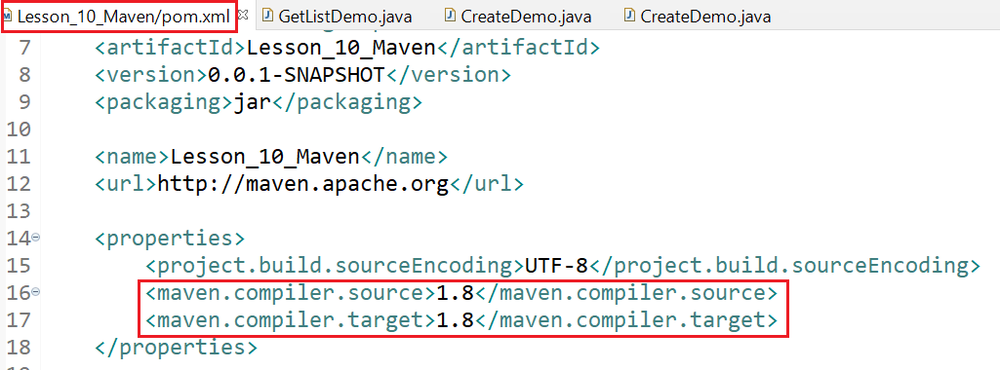 Lesson_10_Maven/pom.xml GetListDemo.java CreateDemo.java CreateDemo.java
7 <artifactId>Lesson_10_Maven</artifactId>
8 <version>0.0.1-SNAPSHOT</version>
9 <packaging>jar</packaging>
10
11 <name>Lesson_10_Maven</name>
12 <url>http://maven.apache.org</url>
13
14 <properties>
15 <project.build.sourceEncoding>UTF-8</project.build.sourceEncoding>
16 <maven.compiler.source>1.8</maven.compiler.source>
17 <maven.compiler.target>1.8</maven.compiler.target>
18 </properties>